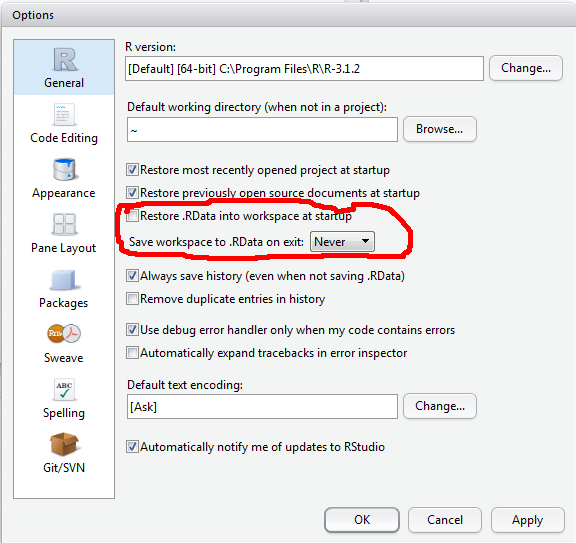 Options
R version:
[Default] [64-bit] C:\Program Files\R\R-3.1.2
Change...
Default working directory (when not in a project):
~
Browse...
Restore most recently opened project at startup
Restore previously open source documents at startup
Restore .RData into workspace at startup
Save workspace to .RData on exit: Never
Always save history (even when not saving .RData)
Remove duplicate entries in history
Use debug error handler only when my code contains errors
Automatically expand tracebacks in error inspector
Default text encoding:
[Ask]
Change...
Automatically notify me of updates to RStudio
R
General
Code Editing
Appearance
Pane Layout
Packages
Rnw
Sweave
ABC
Spelling
Git/SVN
OK
Cancel
Apply